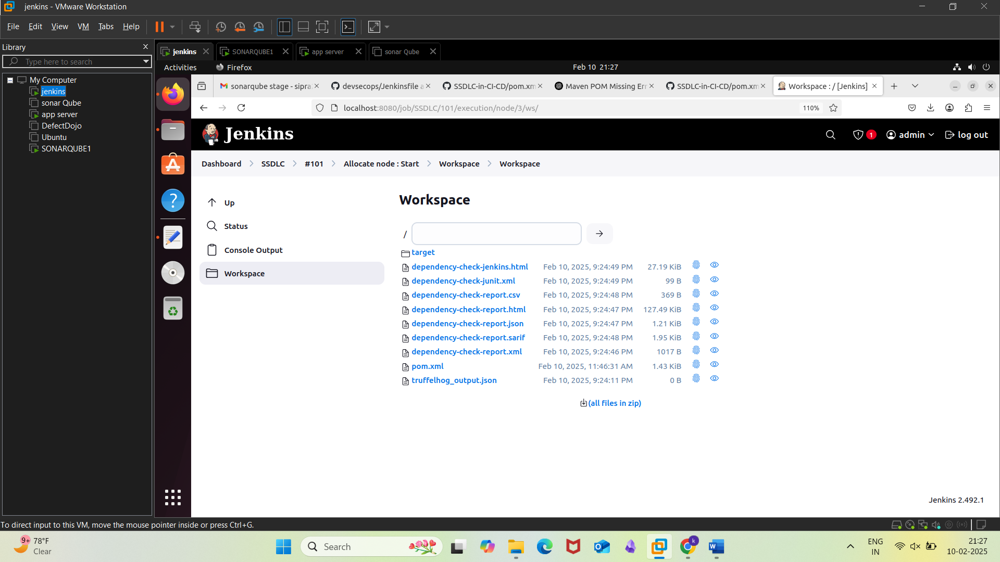 jenkins - VMware Workstation
File Edit View VM Tabs Help
Library
Type here to search
My Computer
jenkins
sonar Qube
app server
DefectDojo
Ubuntu
SONARQUBE1
jenkins SONARQUBE1 app server sonar Qube
Activities Firefox Feb 10 21:27
sonarqube stage - sipra devsecops/Jenkinsfile a SSDLC-in-CI-CD/pom.xm Maven POM Missing Err SSDLC-in-CI-CD/pom.xm Workspace : / [Jenkins]
localhost:8080/job/SSDLC/101/execution/node/3/ws/ 110%
Jenkins 1 admin log out
Dashboard SSDLC #101 Allocate node : Start Workspace Workspace
Up
Status
Console Output
Workspace
Workspace
/
target
dependency-check-jenkins.html Feb 10, 2025, 9:24:49 PM 27.19 KiB
dependency-check-junit.xml Feb 10, 2025, 9:24:49 PM 99 B
dependency-check-report.csv Feb 10, 2025, 9:24:48 PM 369 B
dependency-check-report.html Feb 10, 2025, 9:24:47 PM 127.49 KiB
dependency-check-report.json Feb 10, 2025, 9:24:47 PM 1.21 KiB
dependency-check-report.sarif Feb 10, 2025, 9:24:48 PM 1.95 KiB
dependency-check-report.xml Feb 10, 2025, 9:24:46 PM 1017 B
pom.xml Feb 10, 2025, 11:46:31 AM 1.43 KiB
truffelhog_output.json Feb 10, 2025, 9:24:11 PM 0 B
(all files in zip)
Jenkins 2.492.1
To direct input to this VM, move the mouse pointer inside or press Ctrl+G.
9+ 78°F
Clear
Search
k
W
ENG
IN
21:27
10-02-2025